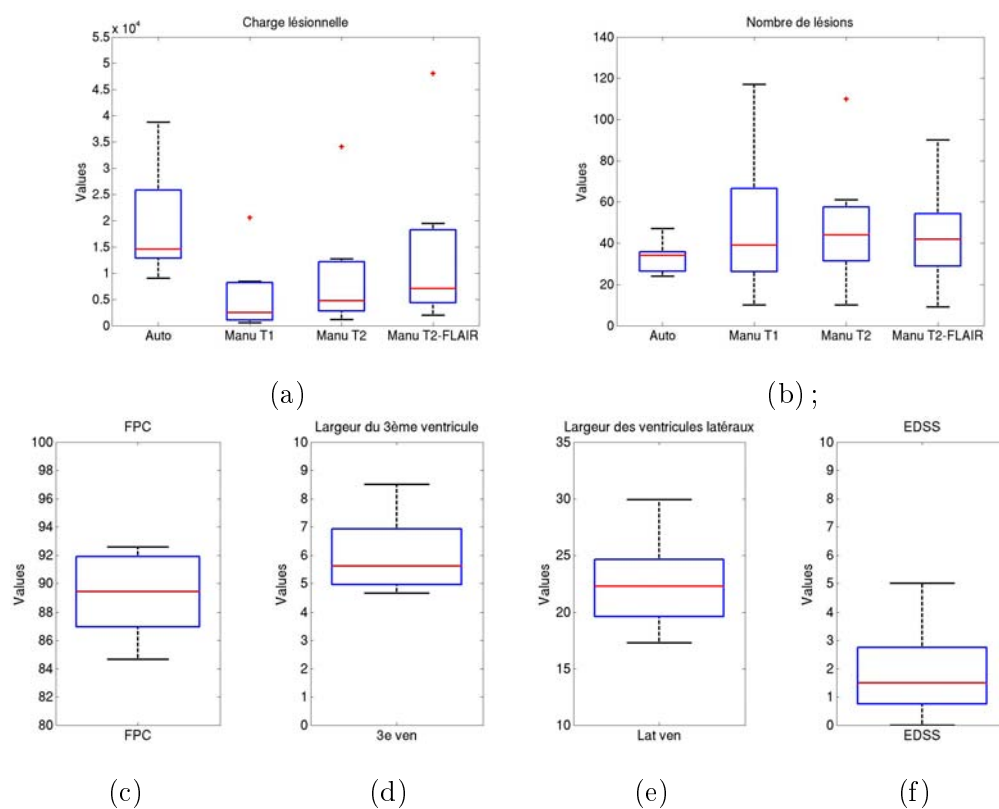 Charge lésionnelle
x 10⁴
5.5
5
4.5
4
3.5
3
2.5
2
1.5
1
0.5
0
Values
Auto Manu T1 Manu T2 Manu T2-FLAIR
(a)
Nombre de lésions
140
120
100
80
60
40
20
0
Values
Auto Manu T1 Manu T2 Manu T2-FLAIR
(b) ;
FPC
100
98
96
94
92
90
88
86
84
82
80
Values
FPC
(c)
Largeur du 3ème ventricule
10
9
8
7
6
5
4
3
2
1
0
Values
3e ven
(d)
Largeur des ventricules latéraux
35
30
25
20
15
10
Values
Lat ven
(e)
EDSS
10
9
8
7
6
5
4
3
2
1
0
Values
EDSS
(f)